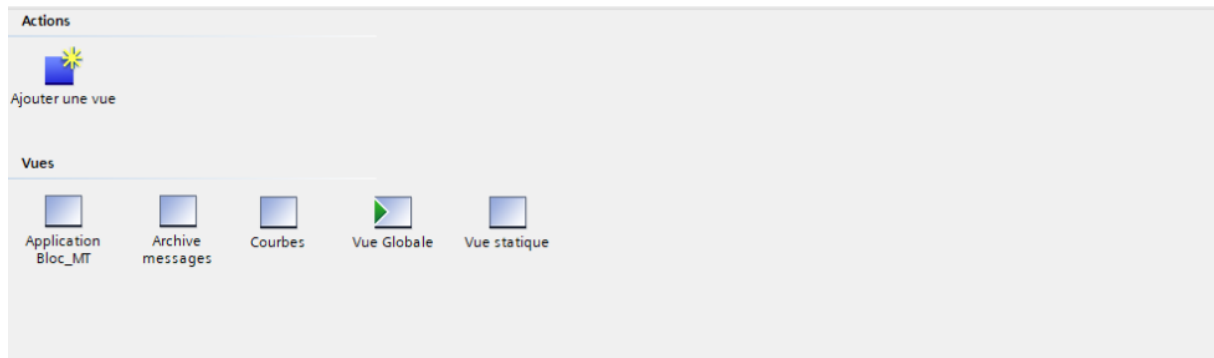 Actions
Ajouter une vue
Vues
Application
Bloc_MT
Archive
messages
Courbes
Vue Globale
Vue statique